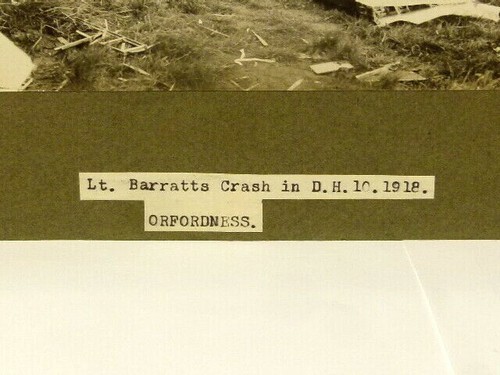 Lt. Barratts Crash in D.H.10.1918.
ORFORDNESS.